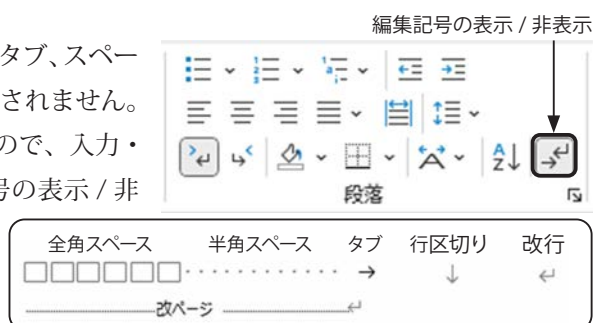 編集記号の表示 / 非表示
タブ、スペー
されません。
ので、入力・
号の表示 / 非
段落
全角スペース 半角スペース タブ 行区切り 改行
□□□□□□・・・・・・・・・・・・・ → ↓ ↵
改ページ ↵